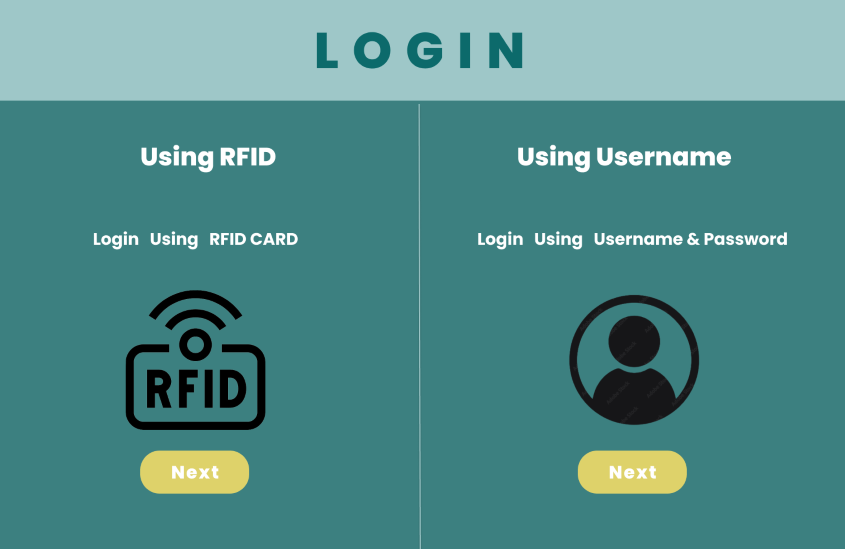 LOGIN
Using RFID
Login Using RFID CARD
RFID
Next
Using Username
Login Using Username & Password
Next